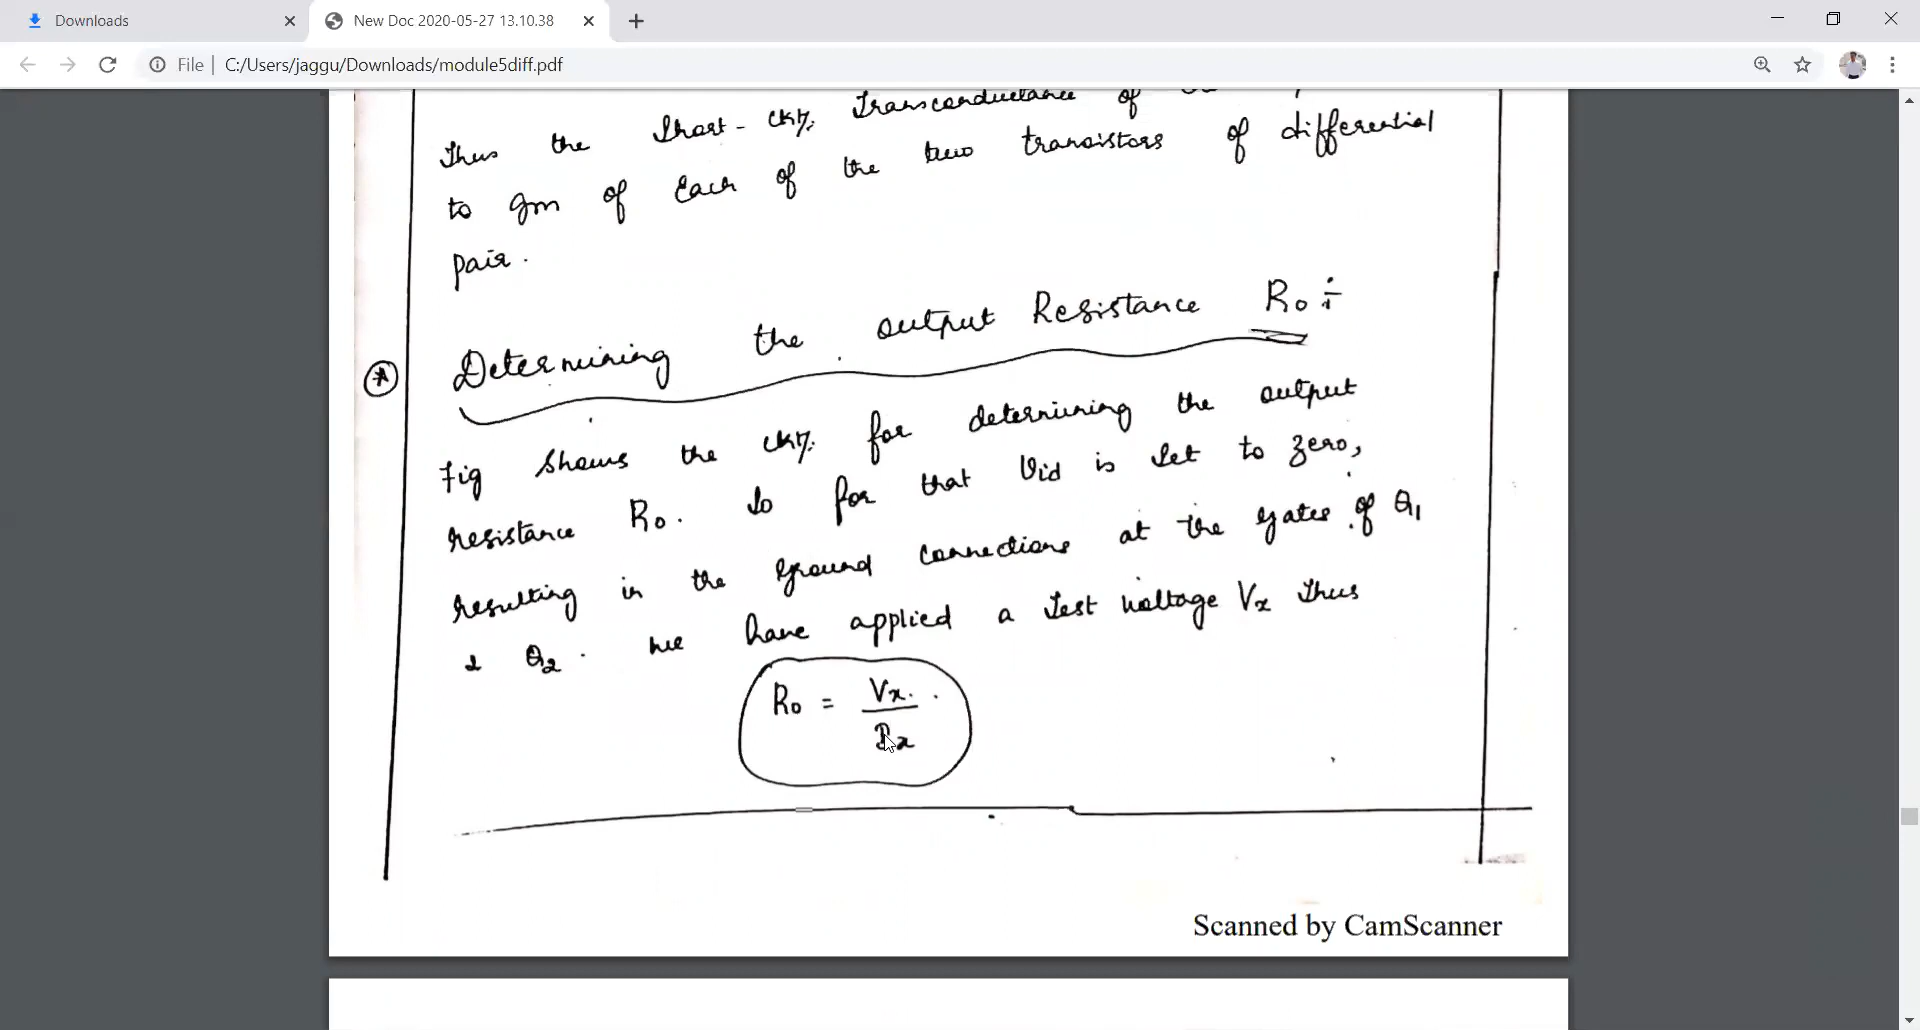 Downloads
New Doc 2020-05-27 13.10.38
File | C:/Users/jaggu/Downloads/module5diff.pdf
Thus the Short-ckt. Transconductance of
to gm of Each of the two transistors of differential
pair.
Determining the output Resistance Ro :-
Fig Shows the ckt. for determining the output
resistance Ro. So for that Vid is Set to Zero,
resulting in the Ground connections at the gates of Q1
& Q2. we have applied a Test voltage Vx Thus
Ro = Vx / Ix
Scanned by CamScanner